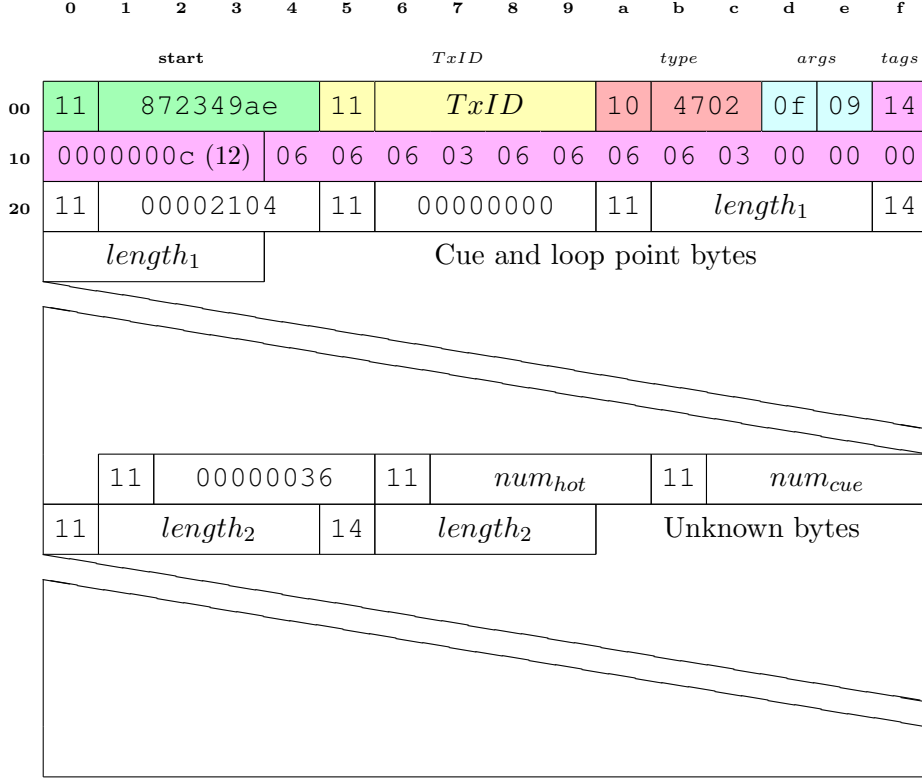 0 1 2 3 4 5 6 7 8 9 a b c d e f
start TxID type args tags
00 11 872349ae 11 TxID 10 4702 0f 09 14
10 0000000c (12) 06 06 06 03 06 06 06 06 03 00 00 00
20 11 00002104 11 00000000 11 length₁ 14
length₁ Cue and loop point bytes
11 00000036 11 num_hot 11 num_cue
11 length₂ 14 length₂ Unknown bytes